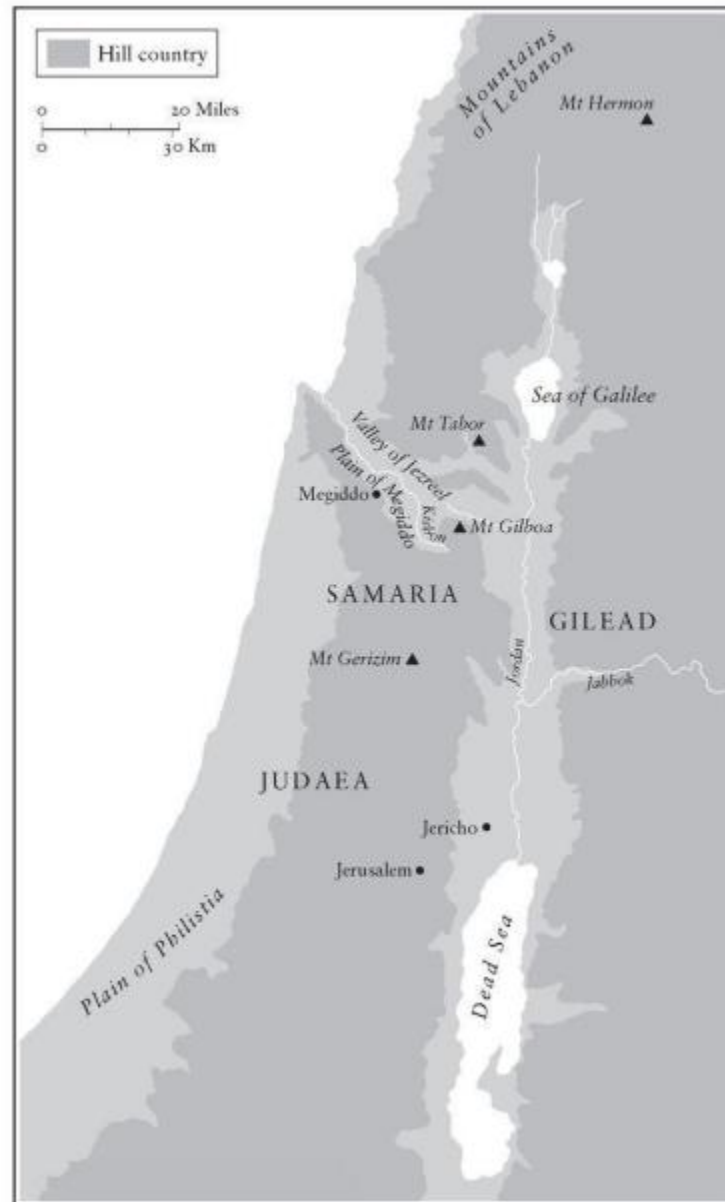 Hill country
0 20 Miles
0 30 Km
Mountains
of Lebanon
Mt Hermon
Sea of Galilee
Mt Tabor
Valley of Jezreel
Plain of Megiddo
Megiddo
Kishon
Mt Gilboa
SAMARIA
GILEAD
Mt Gerizim
Jordan
Jabbok
JUDAEA
Jericho
Jerusalem
Plain of Philistia
Dead Sea